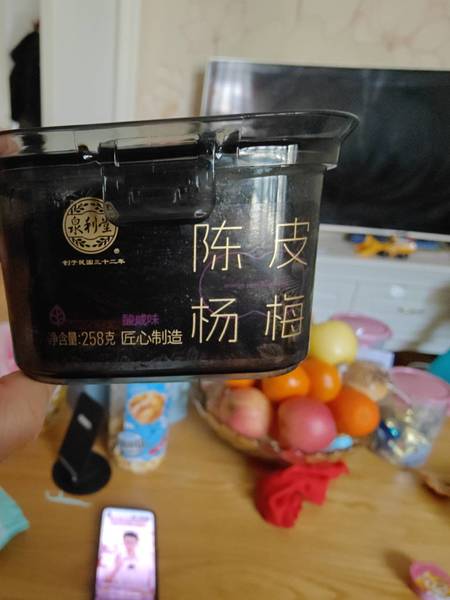 泉利堂
®
创于民国三十二年
陈皮
杨梅
酸咸味
净含量:258克 匠心制造